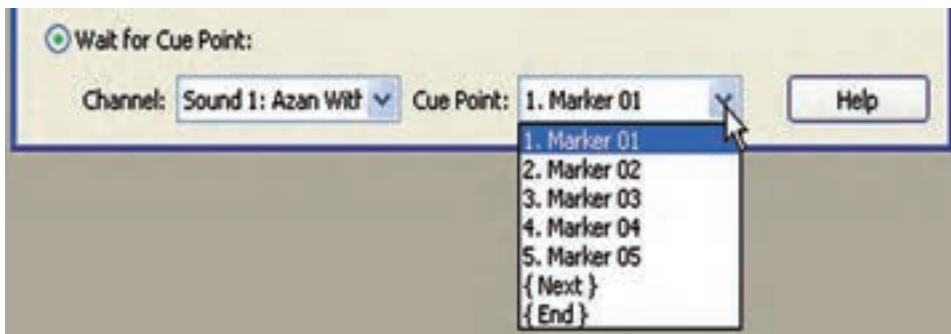 Wait for Cue Point:
Channel: Sound 1: Azan With Cue Point: 1. Marker 01 Help
1. Marker 01
2. Marker 02
3. Marker 03
4. Marker 04
5. Marker 05
{ Next }
{ End }